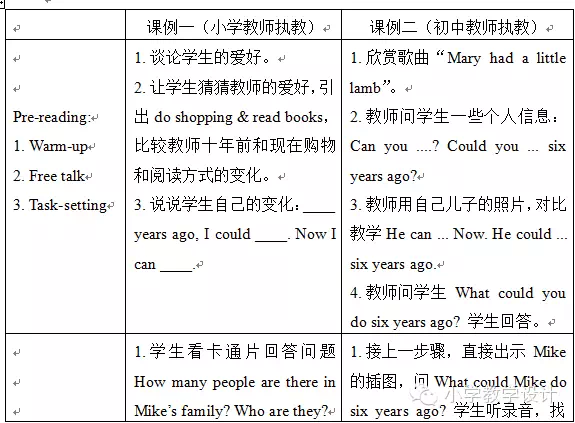 课例一（小学教师执教）
课例二（初中教师执教）
Pre-reading:
1. Warm-up
2. Free talk
3. Task-setting
1. 谈论学生的爱好。
2. 让学生猜猜教师的爱好，引
出 do shopping & read books，
比较教师十年前和现在购物
和阅读方式的变化。
3. 说说学生自己的变化：____
years ago, I could ____. Now I
can ____.
1. 欣赏歌曲“Mary had a little
lamb”。
2. 教师问学生一些个人信息：
Can you ....? Could you ... six
years ago?
3. 教师用自己儿子的照片，对比
教学 He can ... Now. He could ...
six years ago.
4. 教师问学生 What could you
do six years ago? 学生回答。
1. 学生看卡通片回答问题
How many people are there in
Mike’s family? Who are they?
1. 接上一步骤，直接出示 Mike
的插图，问 What could Mike do
six years ago? 学生听录音，找
小学教学设计